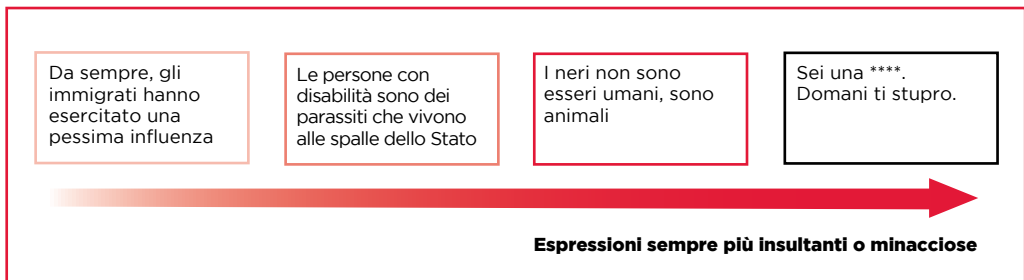 Da sempre, gli
immigrati hanno
esercitato una
pessima influenza
Le persone con
disabilità sono dei
parassiti che vivono
alle spalle dello Stato
I neri non sono
esseri umani, sono
animali
Sei una ****.
Domani ti stupro.
Espressioni sempre più insultanti o minacciose